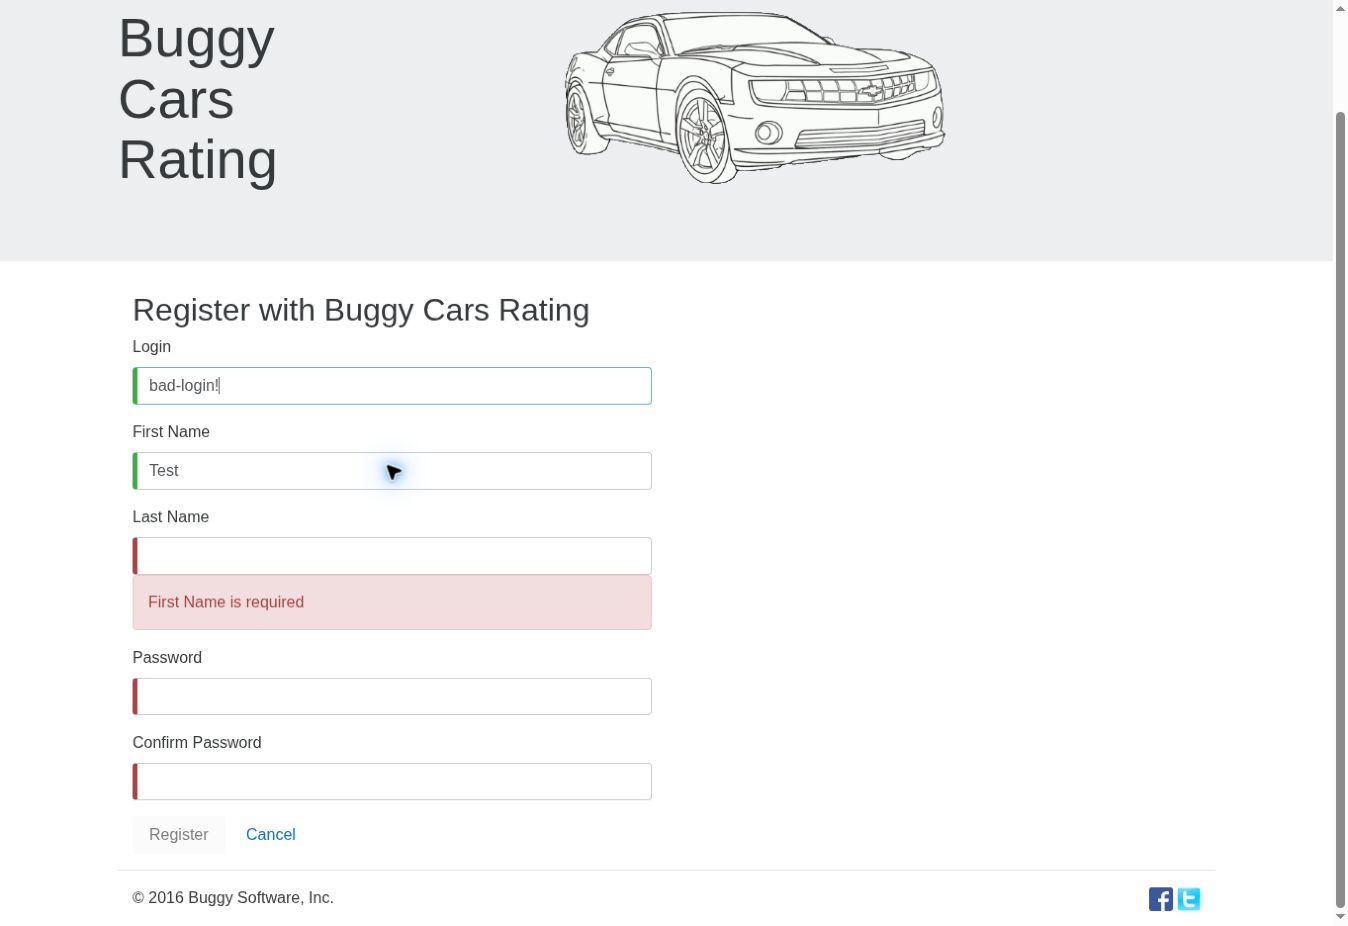 Buggy
Cars
Rating
Register with Buggy Cars Rating
Login
bad-login!
First Name
Test
Last Name
First Name is required
Password
Confirm Password
Register Cancel
© 2016 Buggy Software, Inc.